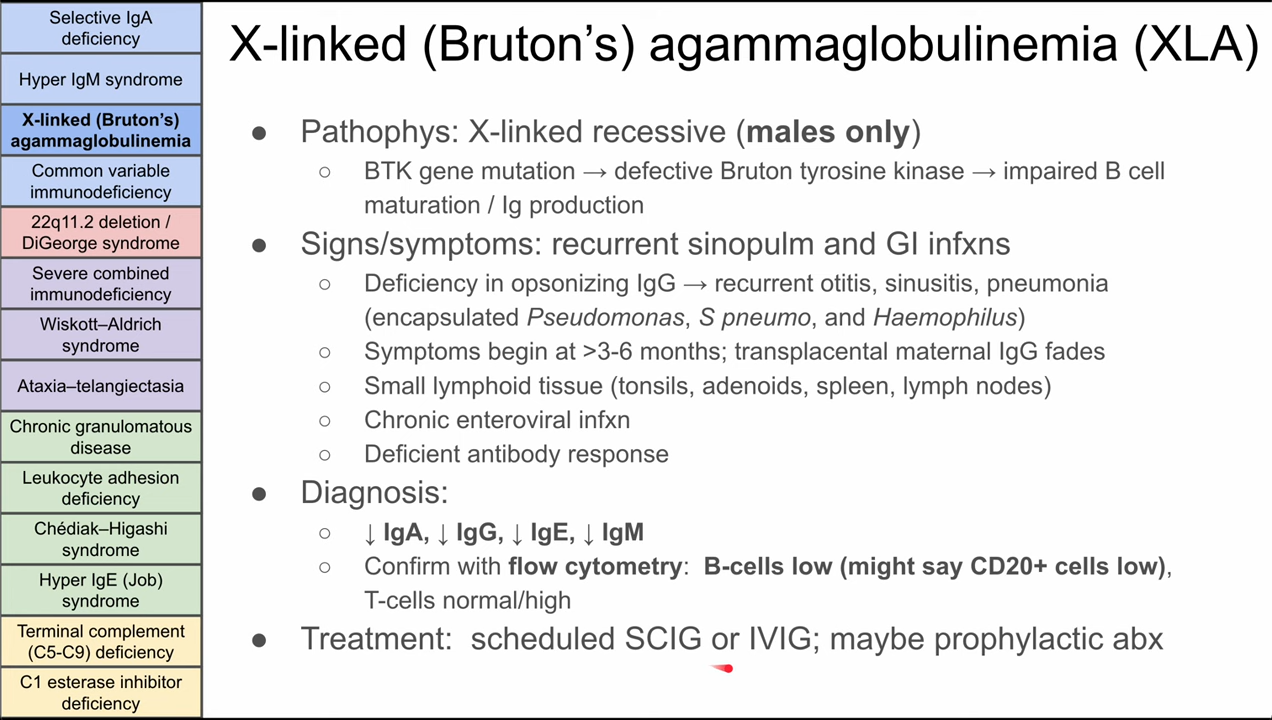 Selective IgA
deficiency
Hyper IgM syndrome
X-linked (Bruton’s)
agammaglobulinemia
Common variable
immunodeficiency
22q11.2 deletion /
DiGeorge syndrome
Severe combined
immunodeficiency
Wiskott–Aldrich
syndrome
Ataxia–telangiectasia
Chronic granulomatous
disease
Leukocyte adhesion
deficiency
Chédiak–Higashi
syndrome
Hyper IgE (Job)
syndrome
Terminal complement
(C5-C9) deficiency
C1 esterase inhibitor
deficiency
X-linked (Bruton’s) agammaglobulinemia (XLA)
● Pathophys: X-linked recessive (males only)
○ BTK gene mutation → defective Bruton tyrosine kinase → impaired B cell
maturation / Ig production
● Signs/symptoms: recurrent sinopulm and GI infxns
○ Deficiency in opsonizing IgG → recurrent otitis, sinusitis, pneumonia
(encapsulated Pseudomonas, S pneumo, and Haemophilus)
○ Symptoms begin at >3-6 months; transplacental maternal IgG fades
○ Small lymphoid tissue (tonsils, adenoids, spleen, lymph nodes)
○ Chronic enteroviral infxn
○ Deficient antibody response
● Diagnosis:
○ ↓ IgA, ↓ IgG, ↓ IgE, ↓ IgM
○ Confirm with flow cytometry: B-cells low (might say CD20+ cells low),
T-cells normal/high
● Treatment: scheduled SCIG or IVIG; maybe prophylactic abx